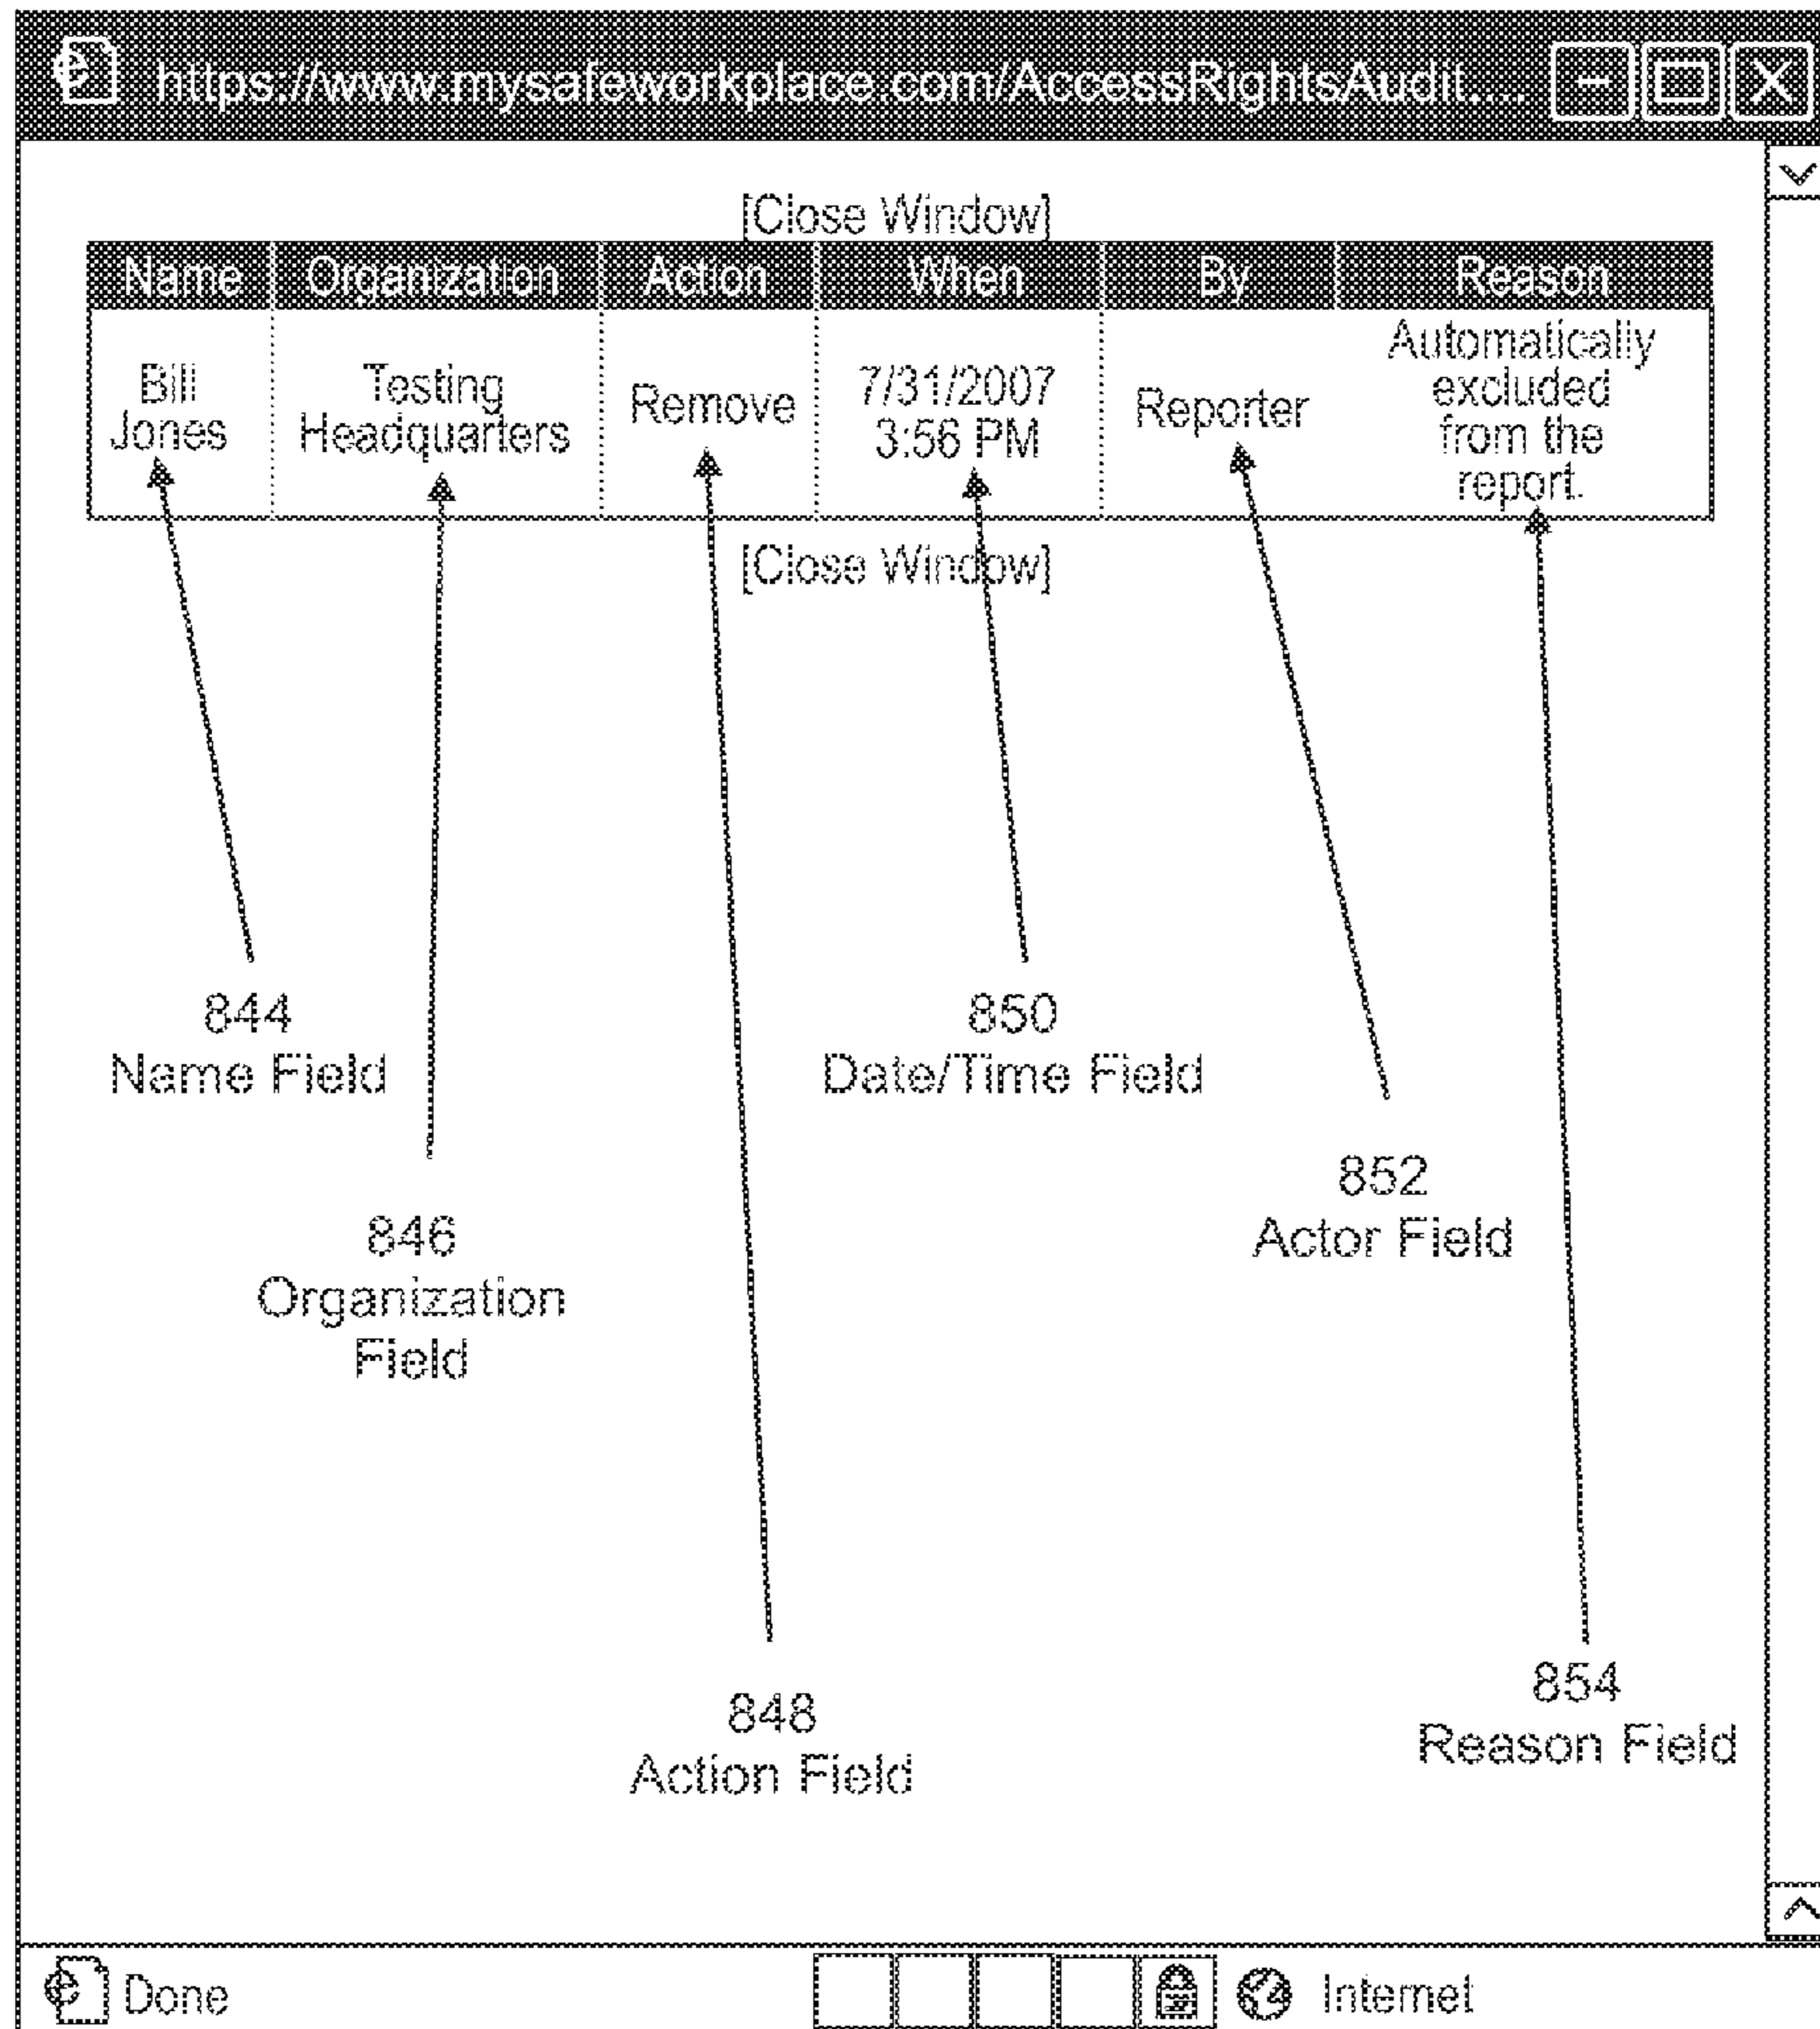 https://www.mysafeworkplace.com/AccessRightsAudit....
[Close Window]
Name Organization Action When By Reason
Bill
Jones
Testing
Headquarters
Remove
7/31/2007
3:56 PM
Reporter
Automatically
excluded
from the
report.
[Close Window]
844
Name Field
850
Date/Time Field
852
Actor Field
846
Organization
Field
854
Reason Field
848
Action Field
Done
Internet